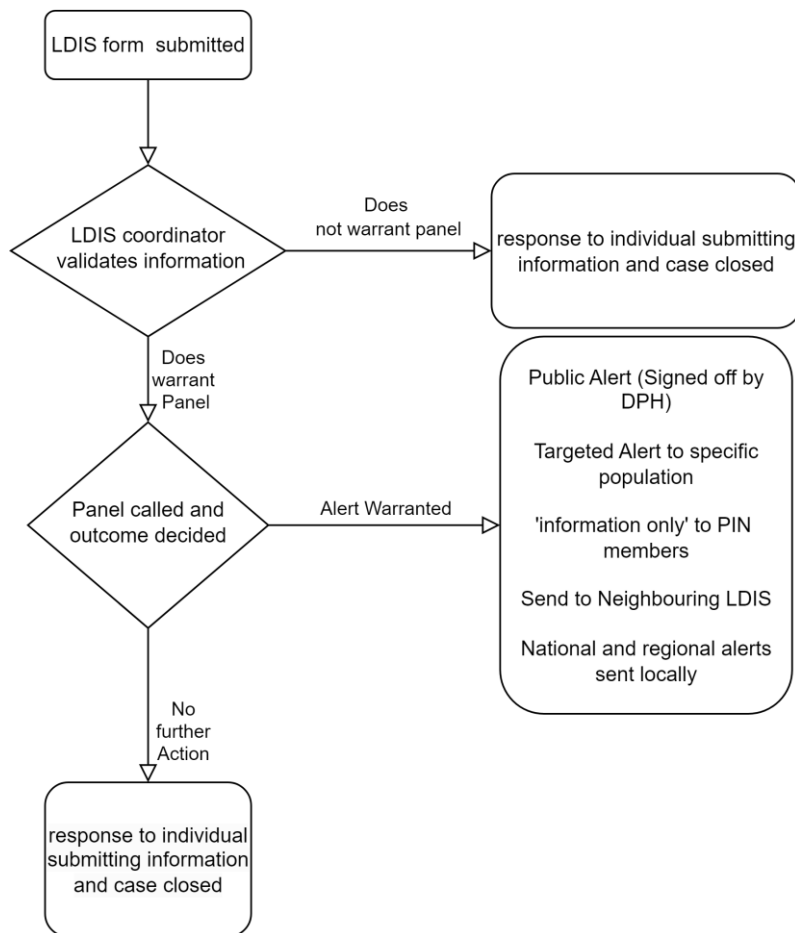 LDIS form  submitted
Does
not warrant panel
LDIS coordinator
validates information
response to individual submitting
information and case closed
Does
warrant
Panel
Public Alert (Signed off by
DPH)
Targeted Alert to specific
population
'information only' to PIN
members
Send to Neighbouring LDIS
National and regional alerts
sent locally
Panel called and
outcome decided
Alert Warranted
No
further
Action
response to individual
submitting information
and case closed